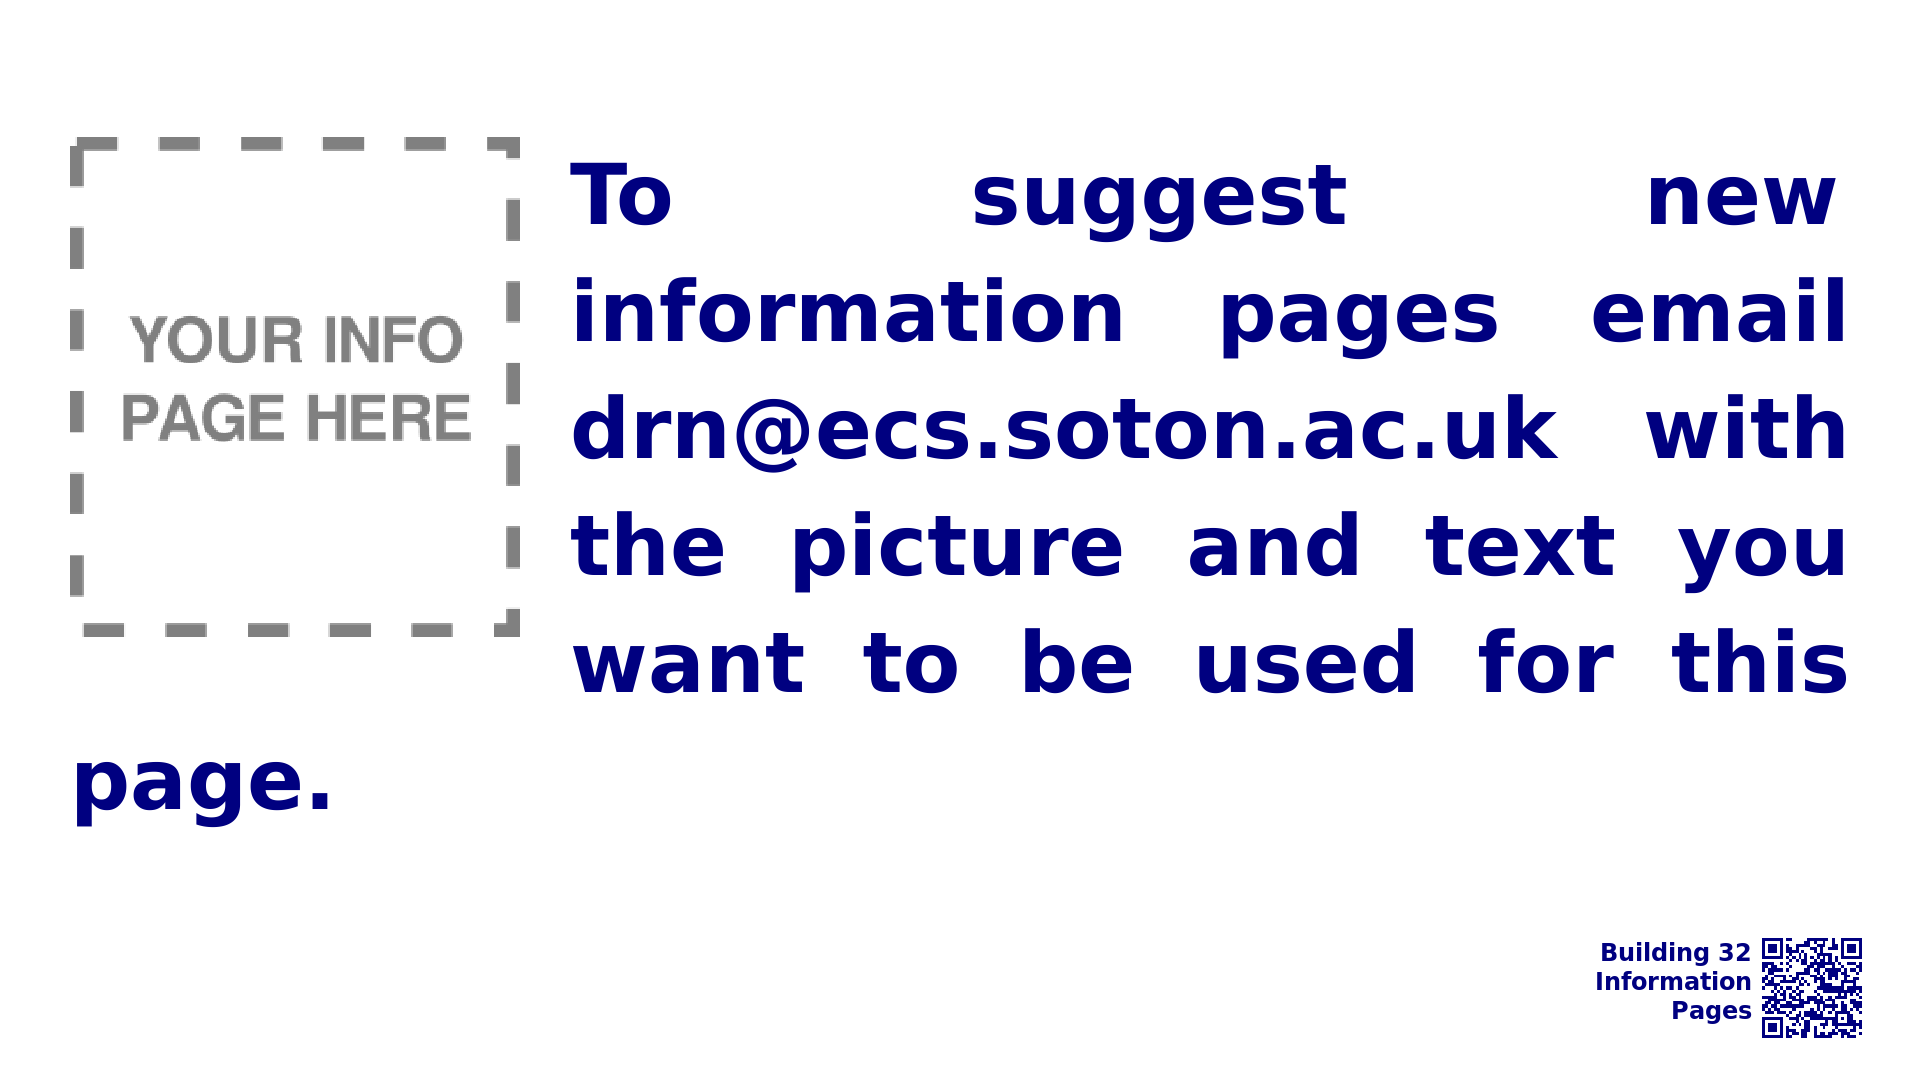 YOUR INFO
PAGE HERE
To suggest new
information pages email
drn@ecs.soton.ac.uk with
the picture and text you
want to be used for this
page.
Building 32
Information
Pages